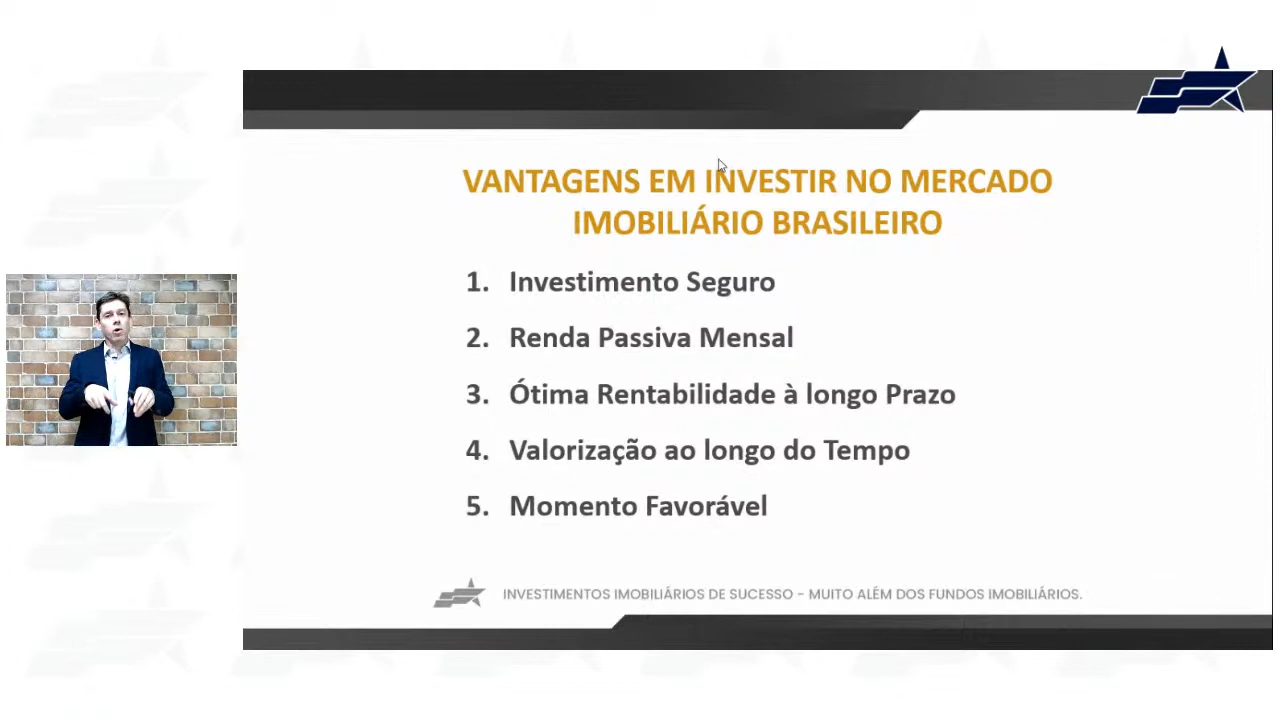 VANTAGENS EM INVESTIR NO MERCADO
IMOBILIÁRIO BRASILEIRO
1. Investimento Seguro
2. Renda Passiva Mensal
3. Ótima Rentabilidade à longo Prazo
4. Valorização ao longo do Tempo
5. Momento Favorável
INVESTIMENTOS IMOBILIÁRIOS DE SUCESSO - MUITO ALÉM DOS FUNDOS IMOBILIÁRIOS.